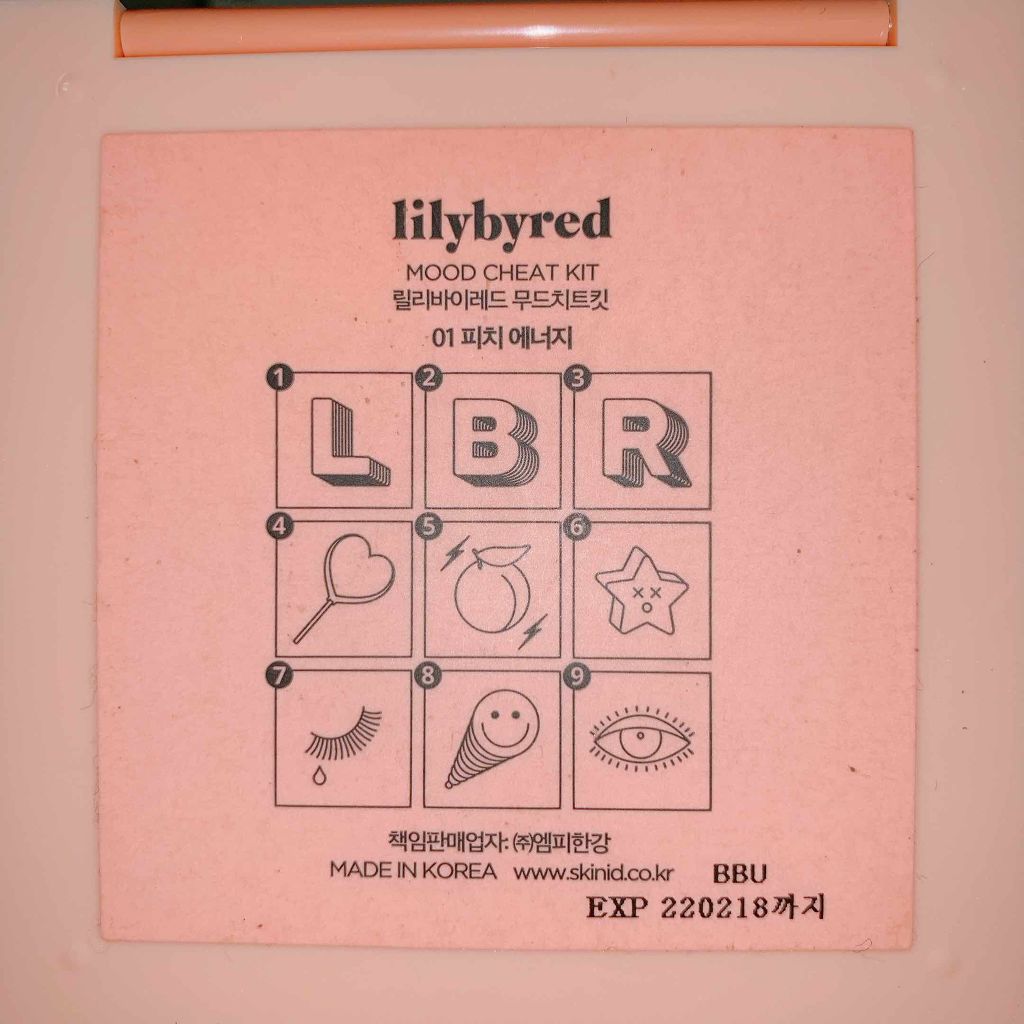 lilybyred
MOOD CHEAT KIT
릴리바이레드 무드치트킷
01 피치 에너지
1 2 3
L B R
4 5 6
7 8 9
책임판매업자: ㈜엠피한강
MADE IN KOREA www.skinid.co.kr BBU
EXP 220218까지